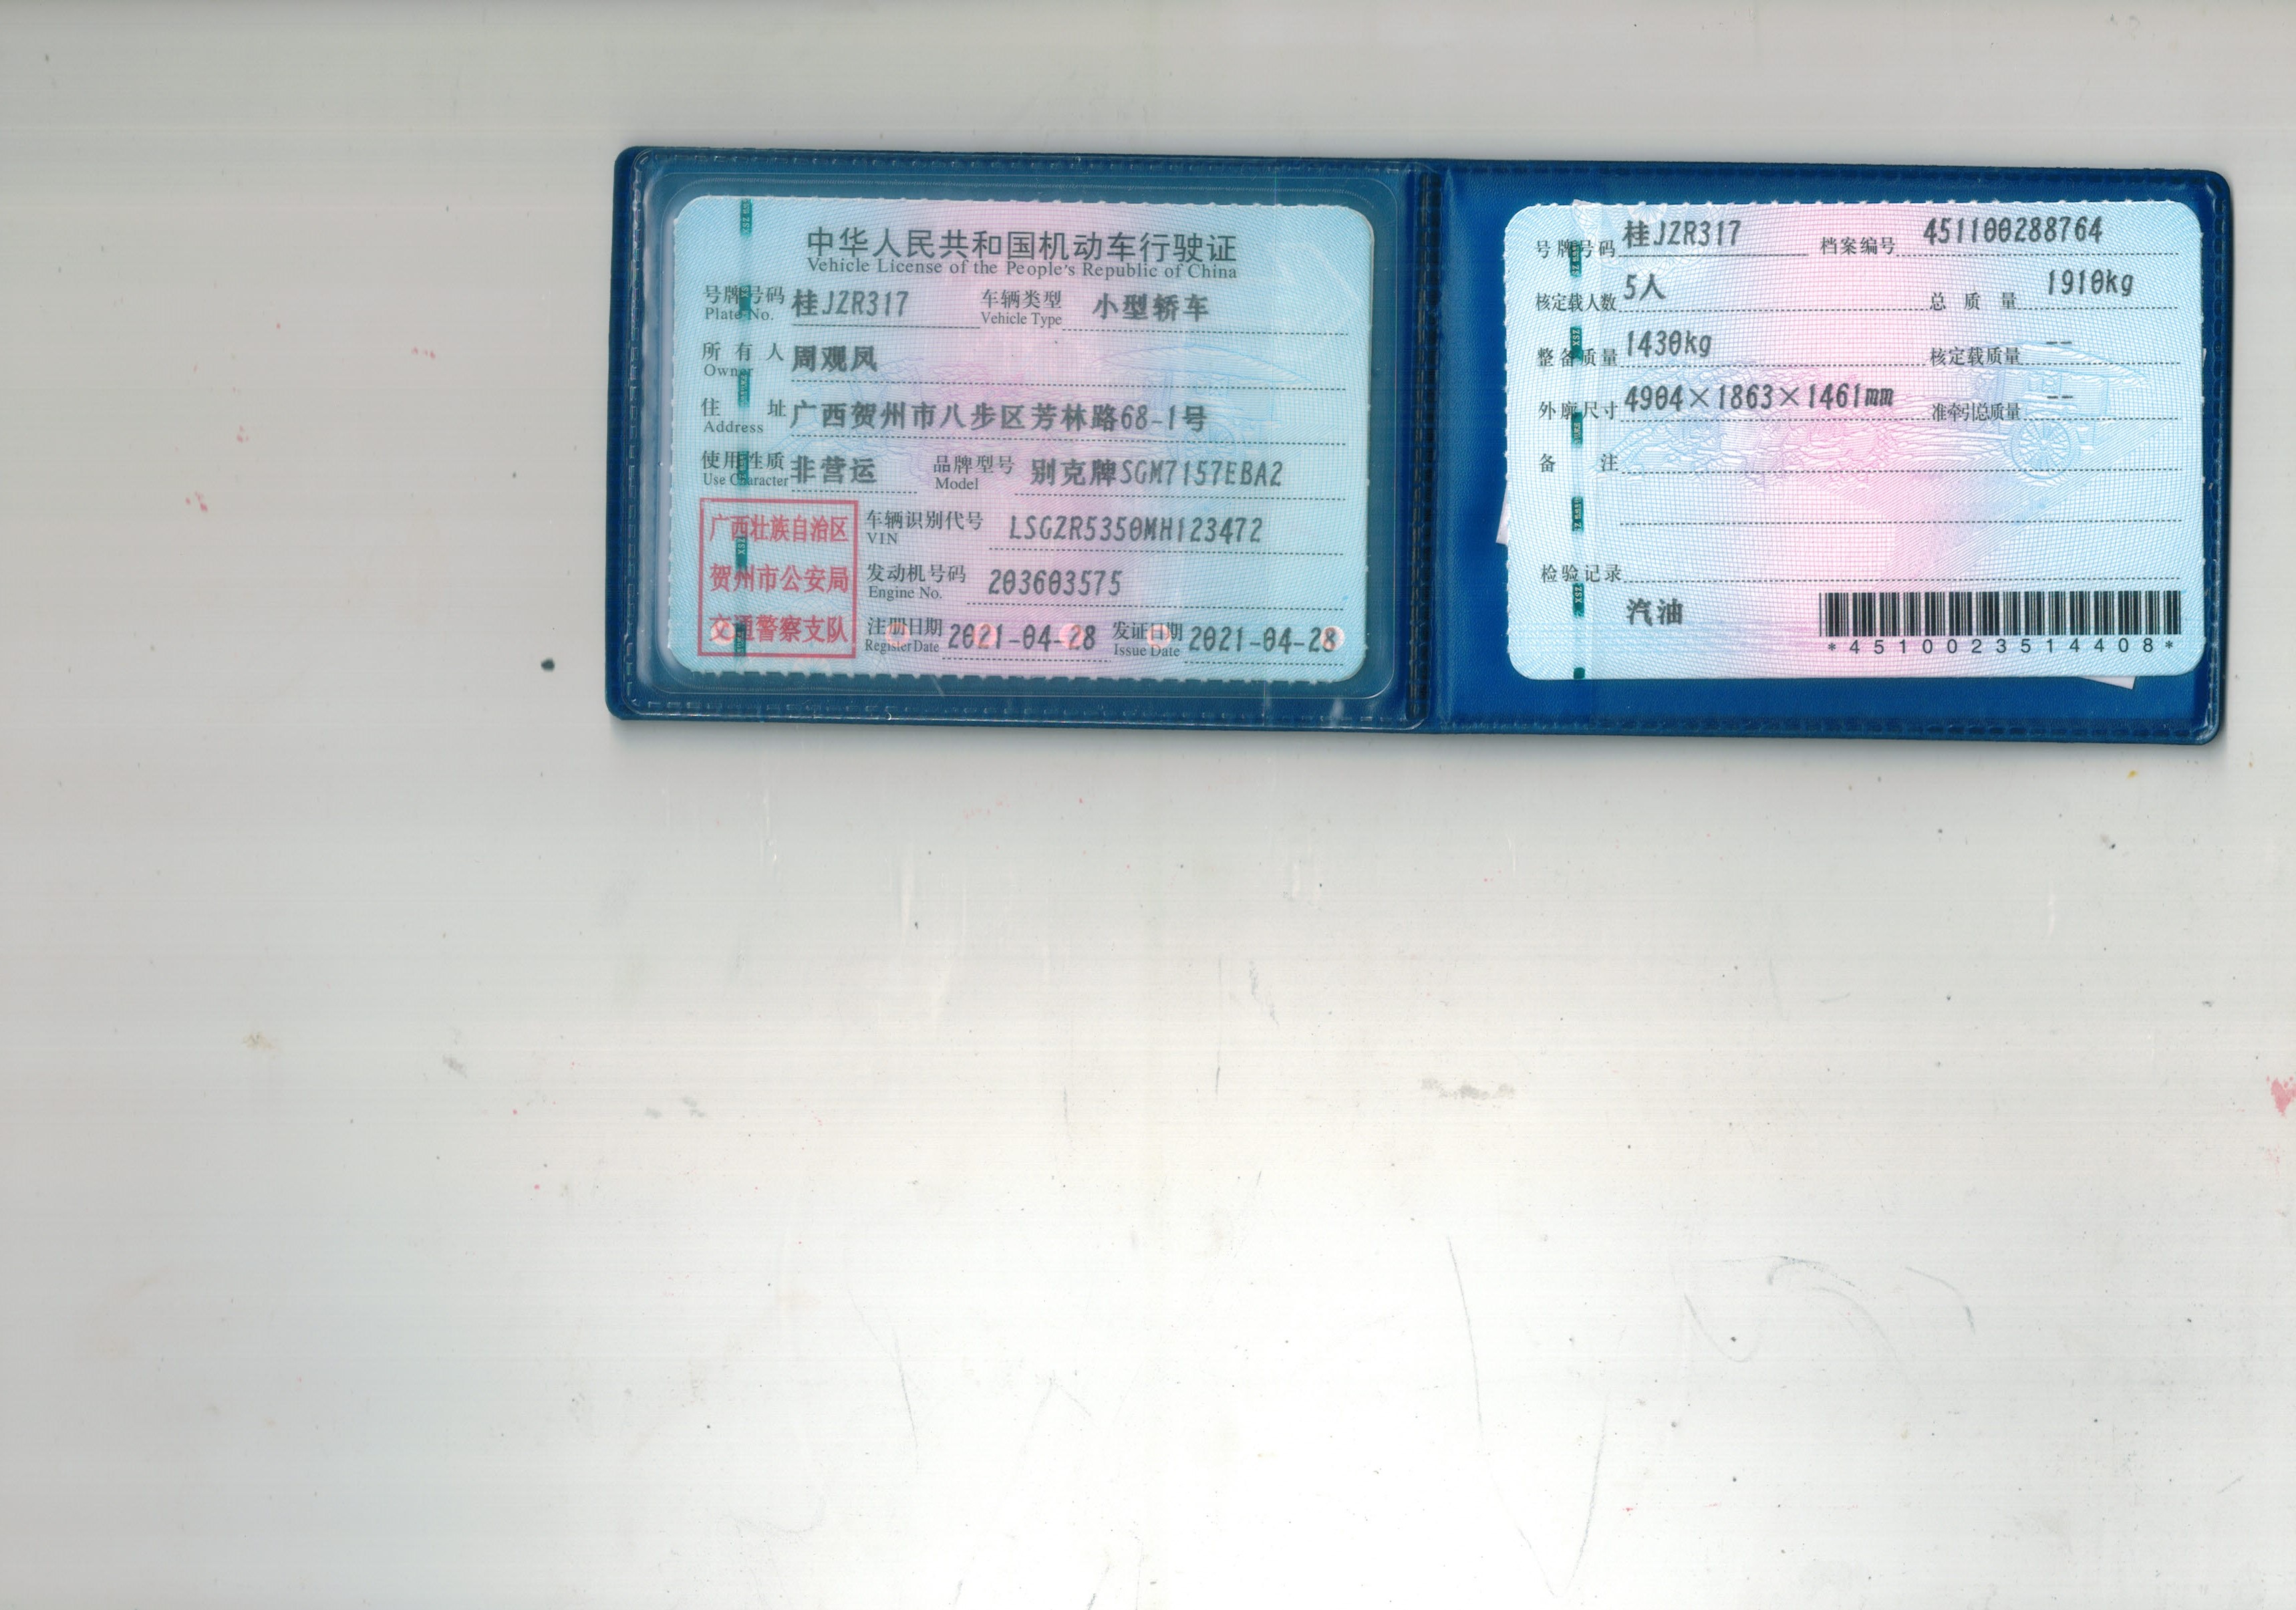 中华人民共和国机动车行驶证
Vehicle License of the People's Republic of China
号牌号码 桂JZR317 车辆类型 小型轿车
Plate No. Vehicle Type
所有人 周观凤
Owner
住址 广西贺州市八步区芳林路68-1号
Address
使用性质 非营运 品牌型号 别克牌SGM7157EBA2
Use Character Model
广西壮族自治区
贺州市公安局
交通警察支队
车辆识别代号 LSGZR5350MH123472
VIN
发动机号码 203603575
Engine No.
注册日期 2021-04-28 发证日期 2021-04-28
Register Date Issue Date
号牌号码 桂JZR317 档案编号 451100288764
核定载人数 5人 总质量 1910kg
整备质量 1430kg 核定载质量 --
外廓尺寸 4904×1863×1461mm 准牵引总质量 --
备注
检验记录
汽油
*4510023514408*